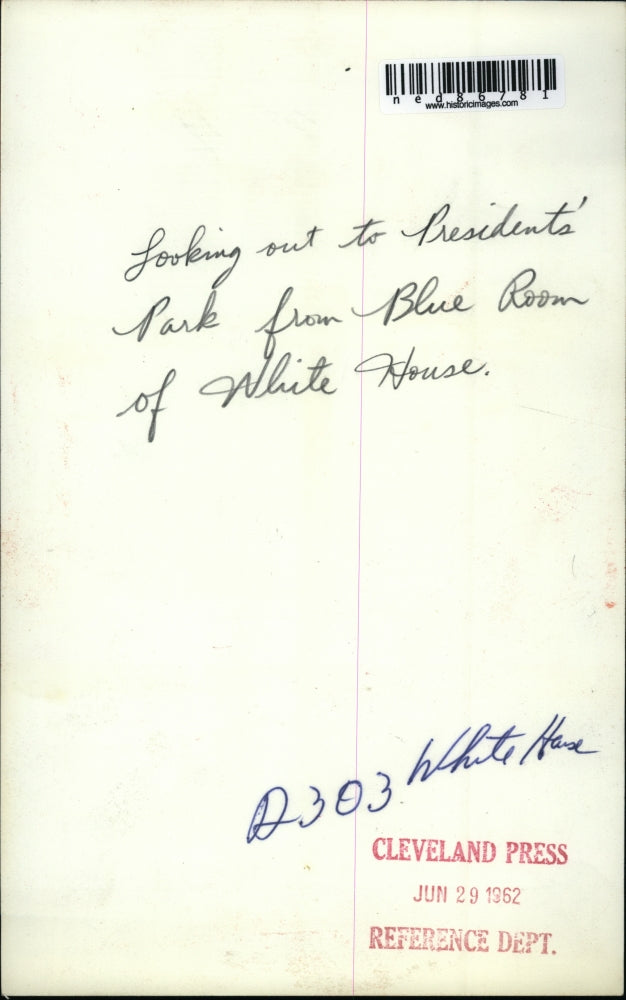 ned86781
www.historicimages.com
Looking out to Presidents'
Park from Blue Room
of White House.
D303 White House
CLEVELAND PRESS
JUN 29 1962
REFERENCE DEPT.